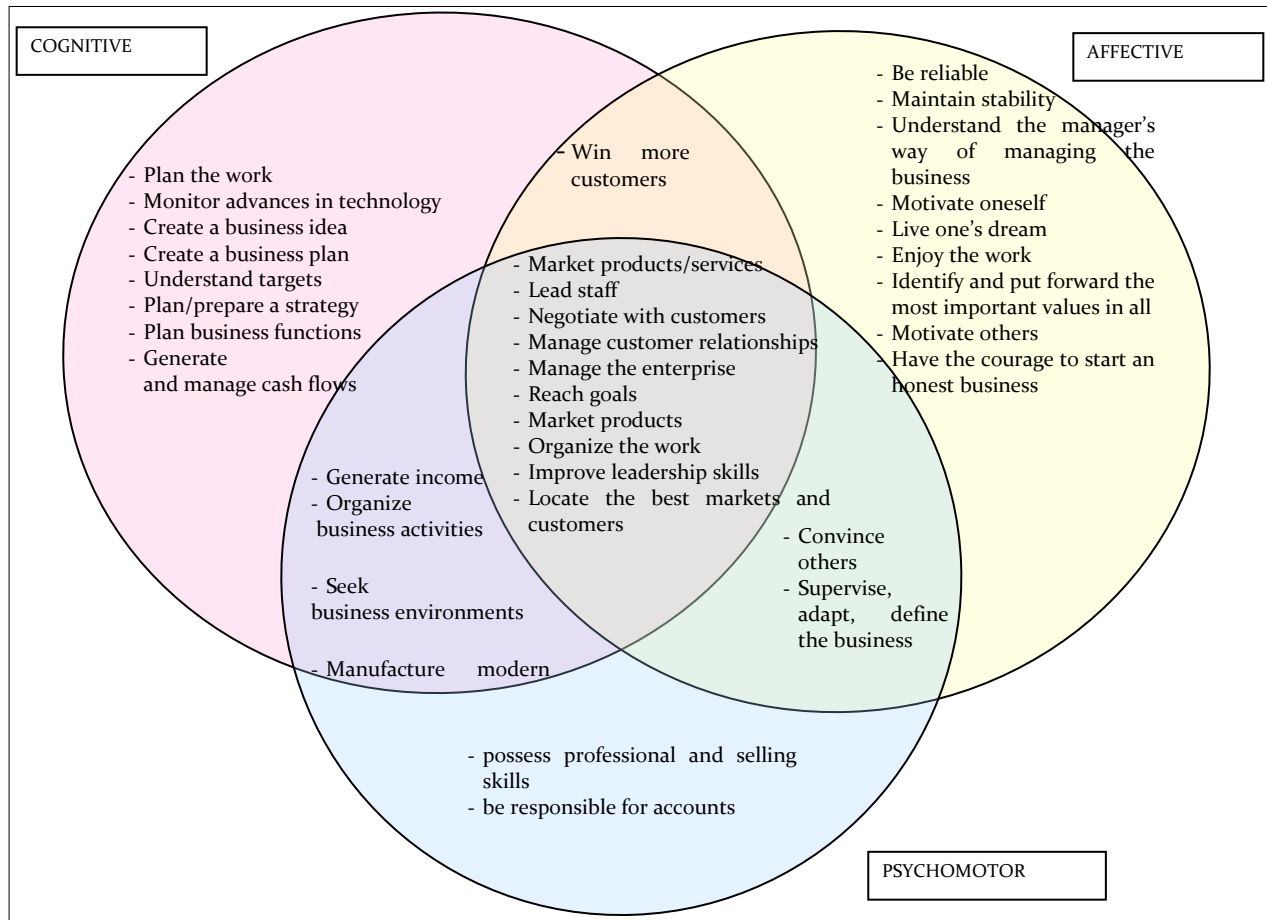 COGNITIVE
AFFECTIVE
- Be reliable
- Maintain stability
- Understand the manager's
way of managing the
business
- Motivate oneself
- Live one's dream
- Enjoy the work
- Identify and put forward the
most important values in all
- Motivate others
- Have the courage to start an
honest business
- Win more
customers
- Plan the work
- Monitor advances in technology
- Create a business idea
- Create a business plan
- Understand targets
- Plan/prepare a strategy
- Plan business functions
- Generate
and manage cash flows
- Market products/services
- Lead staff
- Negotiate with customers
- Manage customer relationships
- Manage the enterprise
- Reach goals
- Market products
- Organize the work
- Improve leadership skills
- Locate the best markets and
customers
- Generate income
- Organize
business activities
- Seek
business environments
- Manufacture modern
- Convince
others
- Supervise,
adapt, define
the business
- possess professional and selling
skills
- be responsible for accounts
PSYCHOMOTOR